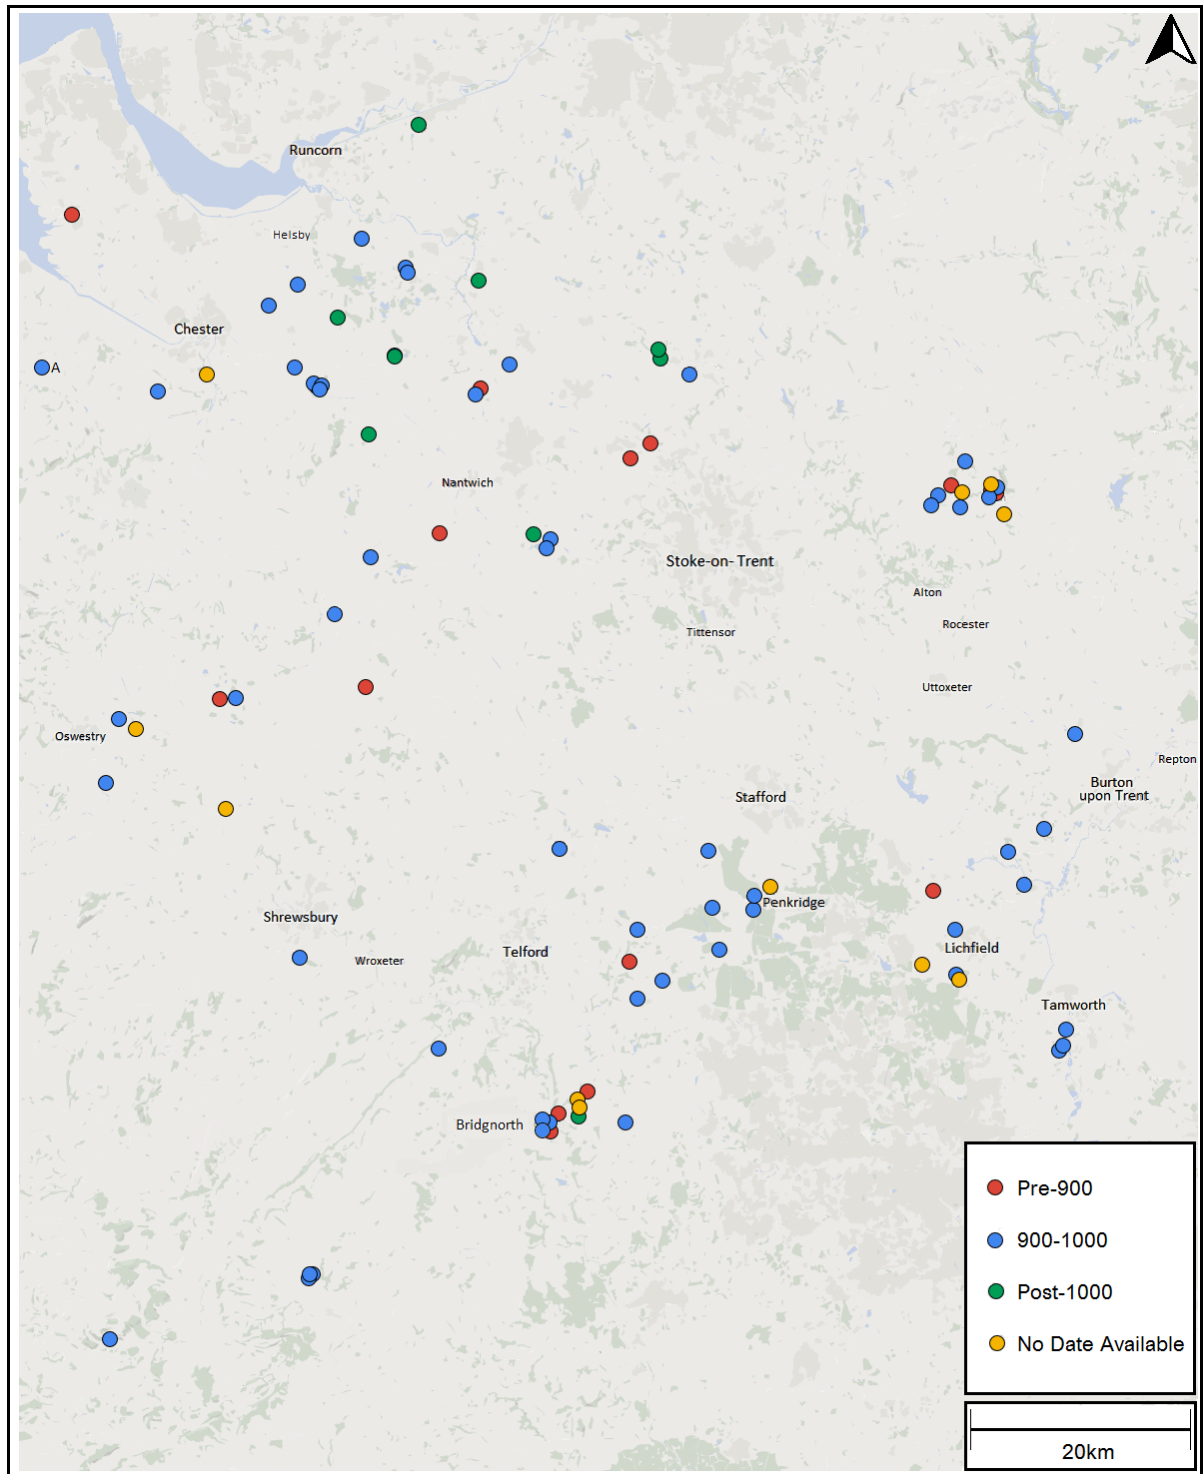 Runcorn
Helsby
Chester
A
Nantwich
Stoke-on- Trent
Alton
Rocester
Tittensor
Uttoxeter
Oswestry
Repton
Burton
upon Trent
Stafford
Penkridge
Shrewsbury
Lichfield
Telford
Wroxeter
Tamworth
Bridgnorth
Pre-900
900-1000
Post-1000
No Date Available
20km